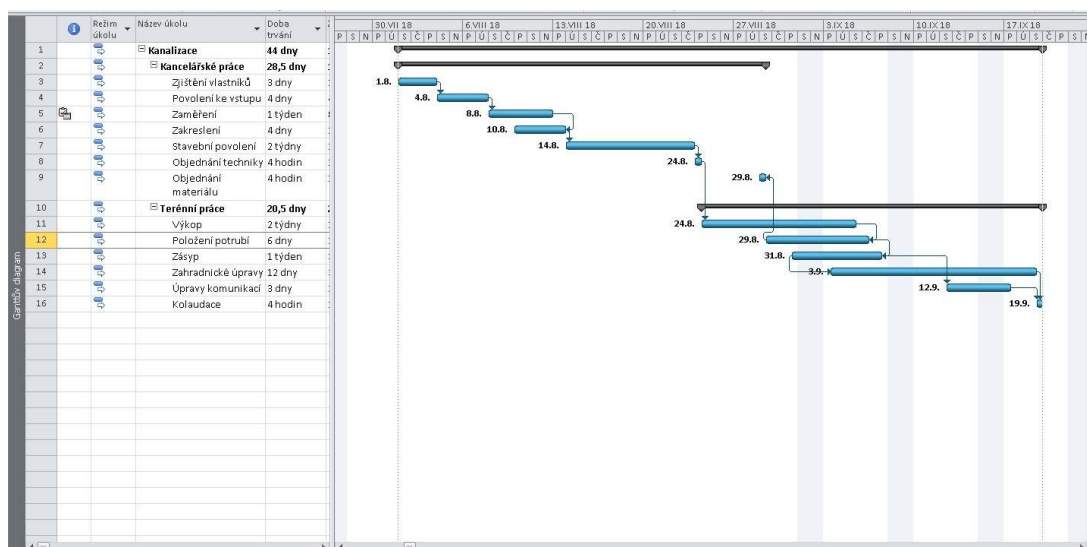 Režim úkolu Název úkolu Doba trvání
30.VII 18 6.VIII 18 13.VIII 18 20.VIII 18 27.VIII 18 3.IX 18 10.IX 18 17.IX 18
P S N P Ú S Č P S N P Ú S Č P S N P Ú S Č P S N P Ú S Č P S N P Ú S Č P S N P Ú S Č P S N P Ú S Č P S N P Ú S Č P S
1 Kanalizace 44 dny
2 Kancelářské práce 28,5 dny
3 Zjištění vlastníků 3 dny 1.8.
4 Povolení ke vstupu 4 dny 4.8.
5 Zaměření 1 týden 8.8.
6 Zakreslení 4 dny 10.8.
7 Stavební povolení 2 týdny 14.8.
8 Objednání techniky 4 hodin 24.8.
9 Objednání materiálu 4 hodin 29.8.
10 Terénní práce 20,5 dny
11 Výkop 2 týdny 24.8.
12 Položení potrubí 6 dny 29.8.
13 Zásyp 1 týden 31.8.
14 Zahradnické úpravy 12 dny 3.9.
15 Úpravy komunikací 3 dny 12.9.
16 Kolaudace 4 hodin 19.9.
Ganttův diagram